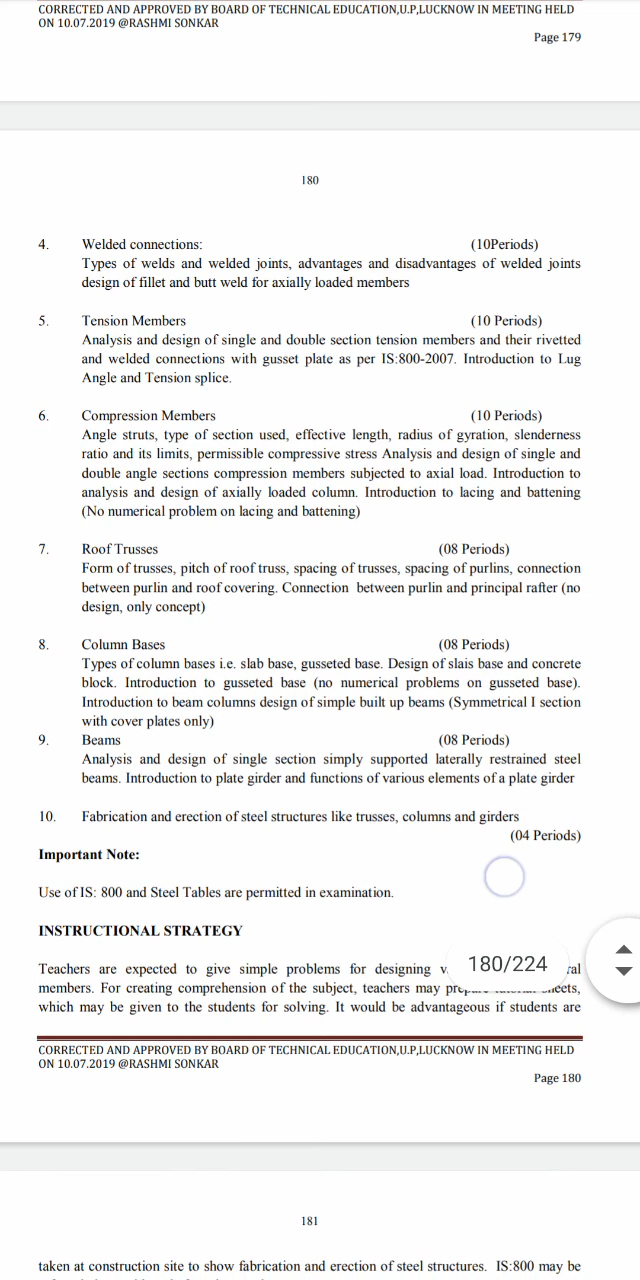 CORRECTED AND APPROVED BY BOARD OF TECHNICAL EDUCATION,U.P,LUCKNOW IN MEETING HELD
ON 10.07.2019 @RASHMI SONKAR
Page 179
180
4. Welded connections: (10Periods)
Types of welds and welded joints, advantages and disadvantages of welded joints
design of fillet and butt weld for axially loaded members
5. Tension Members (10 Periods)
Analysis and design of single and double section tension members and their rivetted
and welded connections with gusset plate as per IS:800-2007. Introduction to Lug
Angle and Tension splice.
6. Compression Members (10 Periods)
Angle struts, type of section used, effective length, radius of gyration, slenderness
ratio and its limits, permissible compressive stress Analysis and design of single and
double angle sections compression members subjected to axial load. Introduction to
analysis and design of axially loaded column. Introduction to lacing and battening
(No numerical problem on lacing and battening)
7. Roof Trusses (08 Periods)
Form of trusses, pitch of roof truss, spacing of trusses, spacing of purlins, connection
between purlin and roof covering. Connection between purlin and principal rafter (no
design, only concept)
8. Column Bases (08 Periods)
Types of column bases i.e. slab base, gusseted base. Design of slais base and concrete
block. Introduction to gusseted base (no numerical problems on gusseted base).
Introduction to beam columns design of simple built up beams (Symmetrical I section
with cover plates only)
9. Beams (08 Periods)
Analysis and design of single section simply supported laterally restrained steel
beams. Introduction to plate girder and functions of various elements of a plate girder
10. Fabrication and erection of steel structures like trusses, columns and girders
(04 Periods)
Important Note:
Use of IS: 800 and Steel Tables are permitted in examination.
INSTRUCTIONAL STRATEGY
180/224
Teachers are expected to give simple problems for designing
members. For creating comprehension of the subject, teachers may
which may be given to the students for solving. It would be advantageous if students are
CORRECTED AND APPROVED BY BOARD OF TECHNICAL EDUCATION,U.P,LUCKNOW IN MEETING HELD
ON 10.07.2019 @RASHMI SONKAR
Page 180
181
taken at construction site to show fabrication and erection of steel structures. IS:800 may be